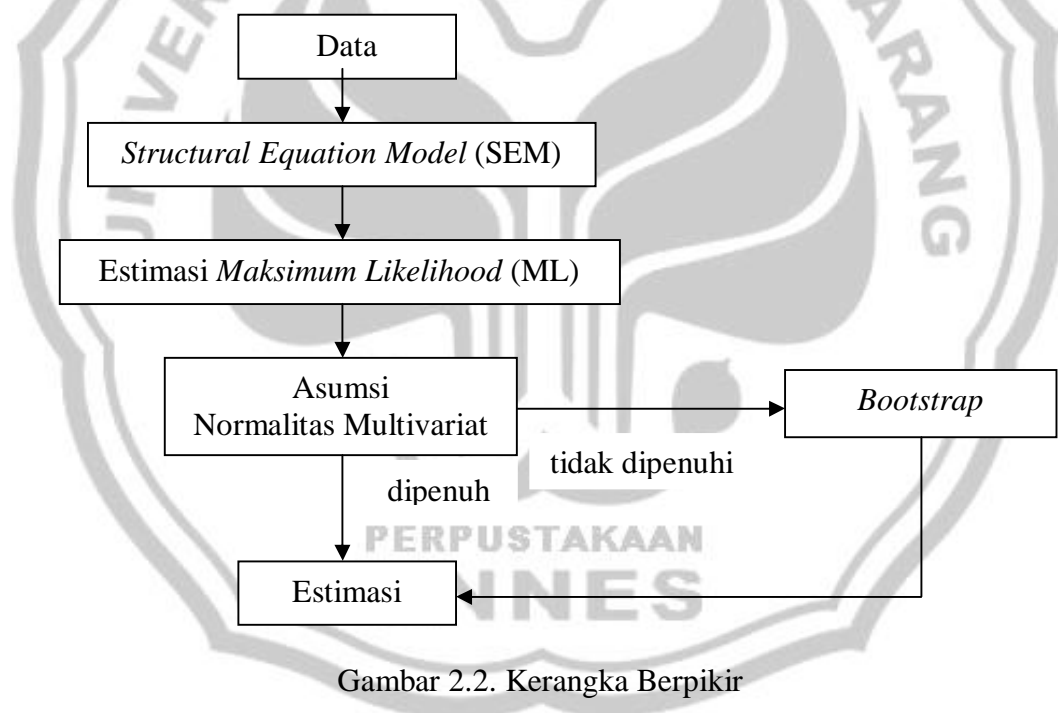 Data
Structural Equation Model (SEM)
Estimasi Maksimum Likelihood (ML)
Asumsi
Normalitas Multivariat
Bootstrap
tidak dipenuhi
dipenuh
PERPUSTAKAAN
Estimasi
Gambar 2.2. Kerangka Berpikir